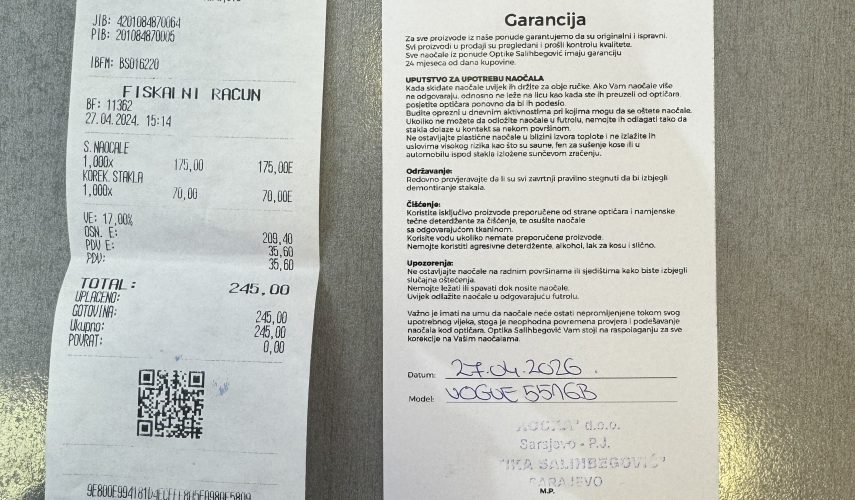 JIB: 4201084870064
PIB: 201084870005
IBFM: BS016220
FISKALNI RAČUN
BF: 11362
27.04.2024. 15:14
S.NAOCALE
1,000x 175,00 175,00E
KOREK. STAKLA
1,000x 70,00 70,00E
VE: 17,00%
OSN. E: 209,40
PDV E: 35,60
PDV: 35,60
TOTAL: 245,00
UPLAĆENO:
GOTOVINA: 245,00
Ukupno: 245,00
POVRAT: 0,00
Garancija
Za sve proizvode iz naše ponude garantujemo da su originalni i ispravni.
Svi proizvodi u prodaji su pregledani i prošli kontrolu kvalitete.
Sve naočale iz ponude Optike Salihbegović imaju garanciju
24 mjeseca od dana kupovine.
UPUTSTVO ZA UPOTREBU NAOČALA
Kada skidate naočale uvijek ih držite za obje ručke. Ako Vam naočale više
ne odgovaraju, odnosno ne leže na licu kao kada ste ih preuzeli od optičara,
posjetite optičara ponovno da bi ih podesio.
Budite oprezni u dnevnim aktivnostima pri kojima mogu da se oštete naočale.
Ukoliko ne možete da odložite naočale u futrolu, nemojte ih odlagati tako da
stakla dolaze u kontakt sa nekom površinom.
Ne ostavljajte plastične naočale u blizini izvora toplote i ne izlažite ih
uslovima visokog rizika kao što su saune, fen za sušenje kose ili u
automobilu ispod stakla izložene sunčevom zračenju.
Održavanje:
Redovno provjeravajte da li su svi zavrtnji pravilno stegnuti da bi izbjegli
demontiranje stakala.
Čišćenje:
Koristite isključivo proizvode preporučene od strane optičara i namjenske
tečne deterdžente za čišćenje, te osušite naočale
sa odgovarajućom tkaninom.
Korisite vodu ukoliko nemate preporučene proizvode.
Nemojte koristiti agresivne deterdžente, alkohol, lak za kosu i slično.
Upozorenja:
Ne ostavljajte naočale na radnim površinama ili sjedištima kako biste izbjegli
slučajna oštećenja.
Nemojte ležati ili spavati dok nosite naočale.
Uvijek odlažite naočale u odgovarajuću futrolu.
Važno je imati na umu da naočale neće ostati nepromijenjene tokom svog
upotrebnog vijeka, stoga je neophodna povremena provjera i podešavanje
naočala kod optičara. Optika Salihbegović Vam stoji na raspolaganju za sve
korekcije na Vašim naočalama.
Datum: 27.04.2026.
Model: VOGUE 5516B
d.o.o.
Sarajevo - P.J.
"IKA SALIHBEGOVIĆ"
SARAJEVO
M.P.